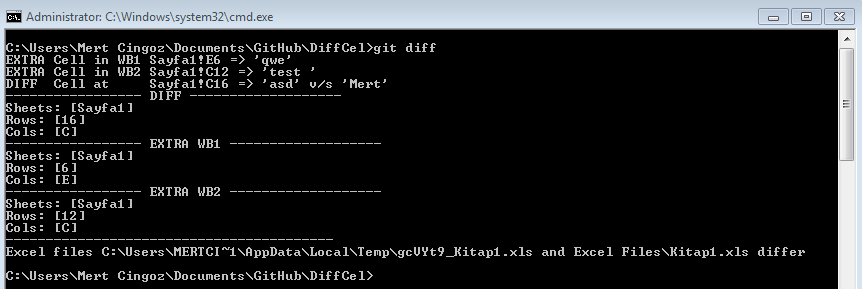 Administrator: C:\Windows\system32\cmd.exe
C:\Users\Mert Cingoz\Documents\GitHub\DiffCel>git diff
EXTRA Cell in WB1 Sayfa1!E6 => 'qwe'
EXTRA Cell in WB2 Sayfa1!C12 => 'test '
DIFF  Cell at     Sayfa1!C16 => 'asd' v/s 'Mert'
----------------- DIFF -------------------
Sheets: [Sayfa1]
Rows: [16]
Cols: [C]
----------------- EXTRA WB1 -------------------
Sheets: [Sayfa1]
Rows: [6]
Cols: [E]
----------------- EXTRA WB2 -------------------
Sheets: [Sayfa1]
Rows: [12]
Cols: [C]
-----------------------------------------
Excel files C:\Users\MERTCI~1\AppData\Local\Temp\gcVYt9_Kitap1.xls and Excel Files\Kitap1.xls differ
C:\Users\Mert Cingoz\Documents\GitHub\DiffCel>